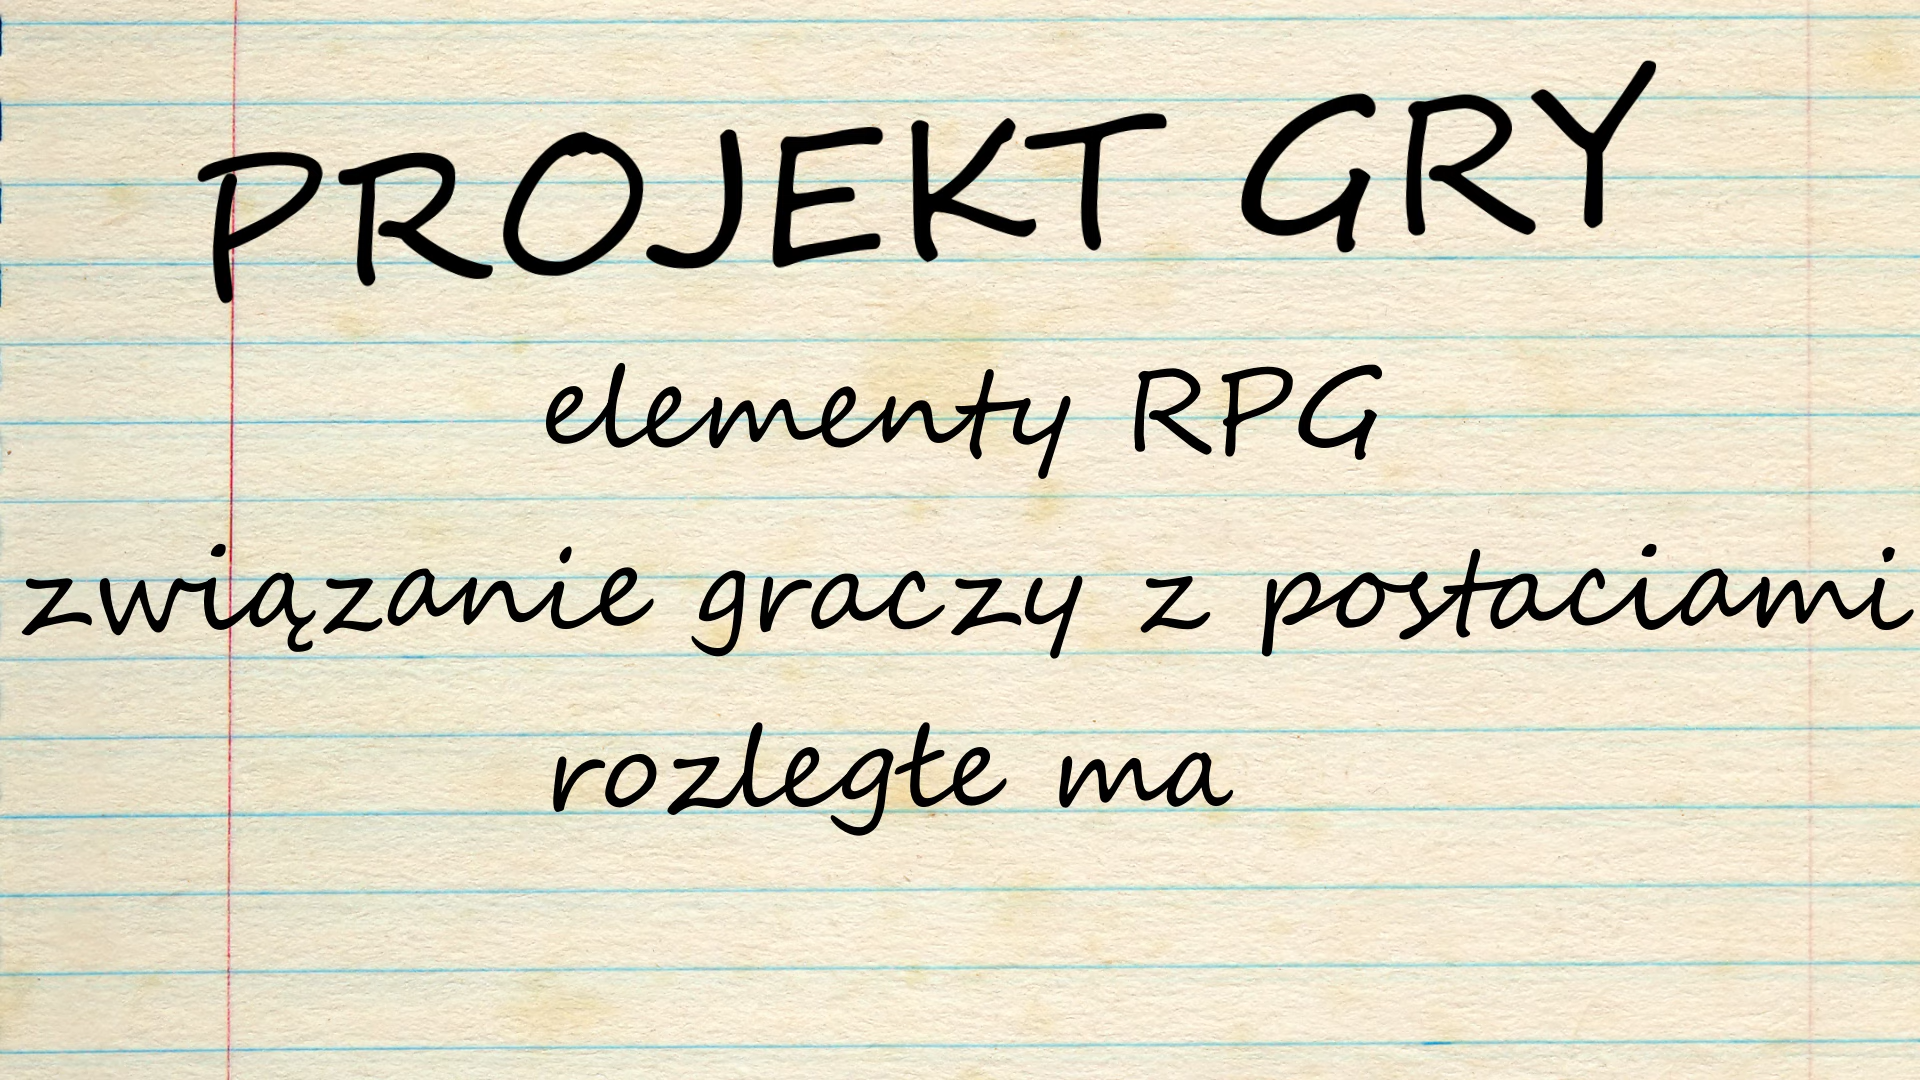 PROJEKT GRY
elementy RPG
związanie graczy z postaciami
rozległe ma